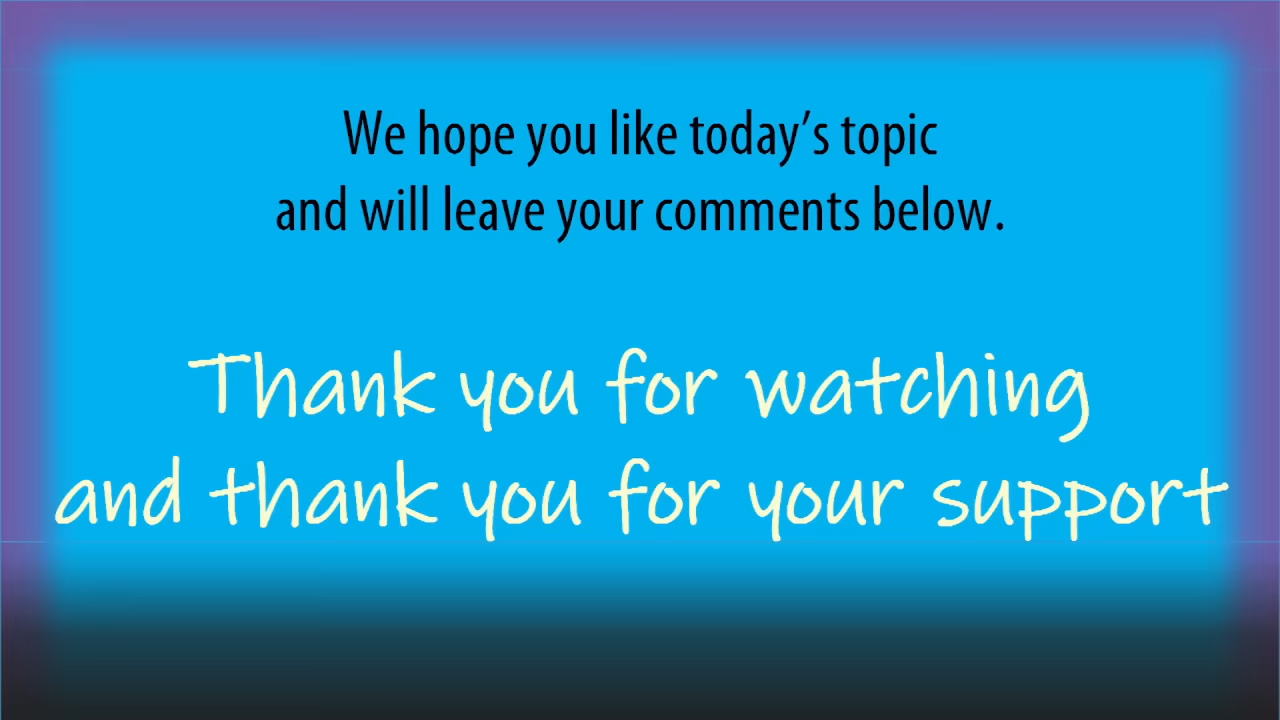 We hope you like today’s topic
and will leave your comments below.
Thank you for watching
and thank you for your support